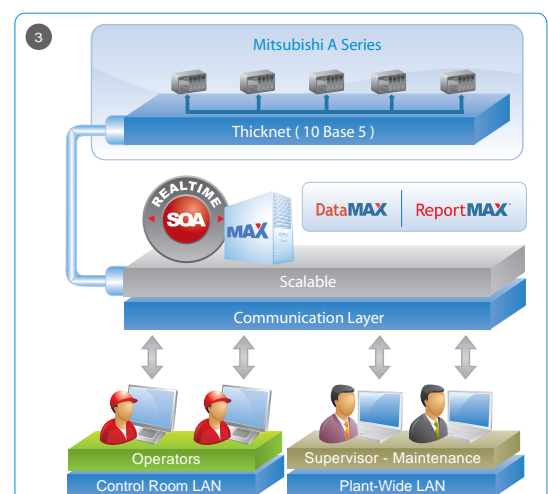 3
Mitsubishi A Series
Thicknet ( 10 Base 5 )
REALTIME
SOA
MAX
DataMAX
ReportMAX
Scalable
Communication Layer
Operators
Supervisor - Maintenance
Control Room LAN
Plant-Wide LAN